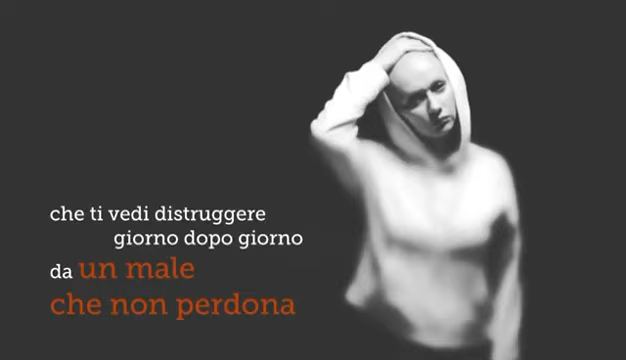 che ti vedi distruggere
giorno dopo giorno
da un male
che non perdona